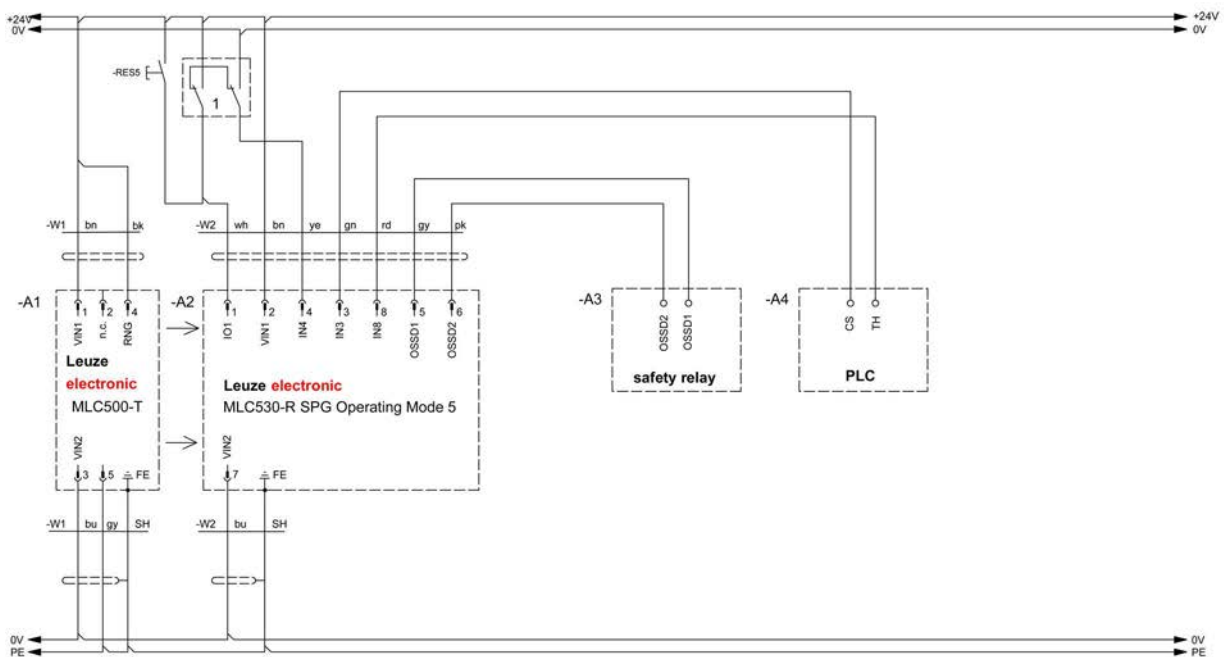 +24V
+24V
0V
0V
-RES5
1
-W1 bn bk
-W2 wh bn ye gn rd gy pk
-A1
-A2
-A3
-A4
1 2 4
1 2 4 3 8 5 6
VIN1 n.c. RNG
IO1 VIN1 IN4 IN3 IN8 OSSD1 OSSD2
OSSD2 OSSD1
CS TH
Leuze
electronic
MLC500-T
Leuze electronic
MLC530-R SPG Operating Mode 5
safety relay
PLC
VIN2
VIN2
3 5 FE
7 FE
-W1 bu gy SH
-W2 bu SH
0V
0V
PE
PE